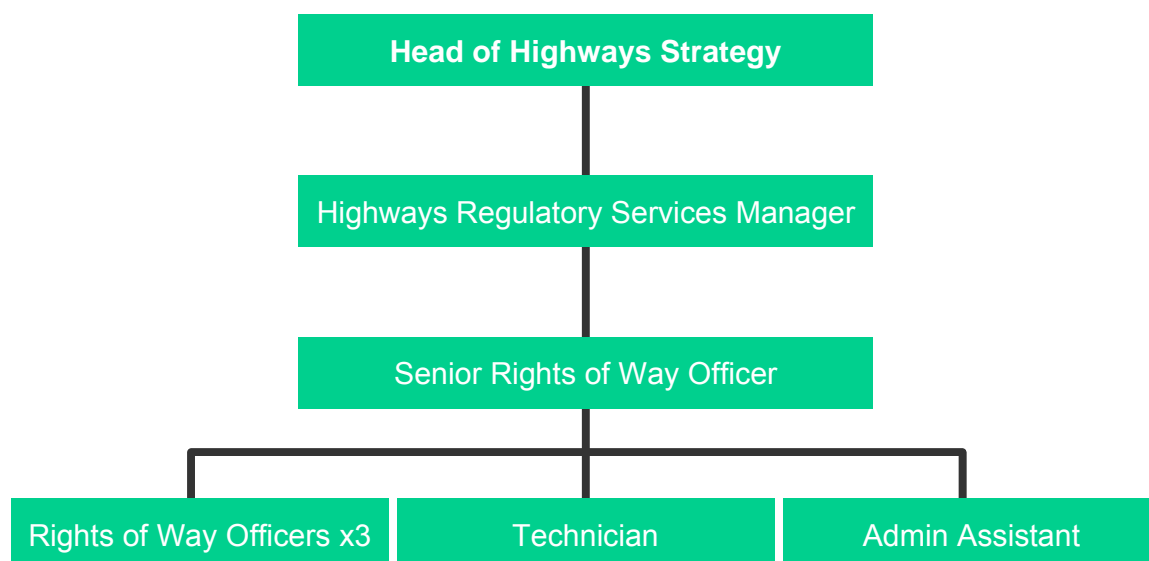 Head of Highways Strategy
Highways Regulatory Services Manager
Senior Rights of Way Officer
Rights of Way Officers x3
Technician
Admin Assistant